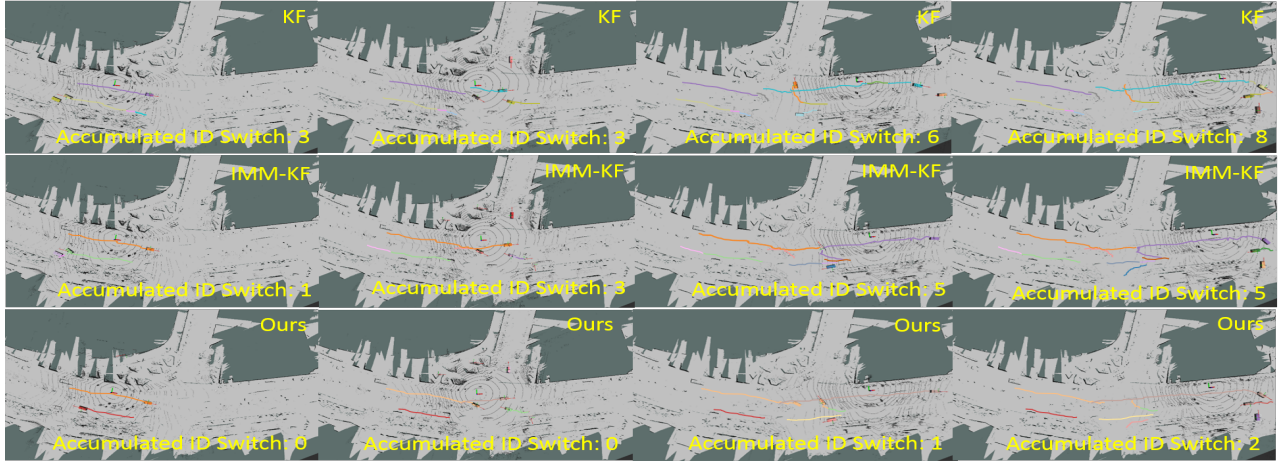 KF
Accumulated ID Switch: 3
KF
Accumulated ID Switch: 3
KF
Accumulated ID Switch: 6
KF
Accumulated ID Switch: 8
IMM-KF
Accumulated ID Switch: 1
IMM-KF
Accumulated ID Switch: 3
IMM-KF
Accumulated ID Switch: 5
IMM-KF
Accumulated ID Switch: 5
Ours
Accumulated ID Switch: 0
Ours
Accumulated ID Switch: 0
Ours
Accumulated ID Switch: 1
Ours
Accumulated ID Switch: 2